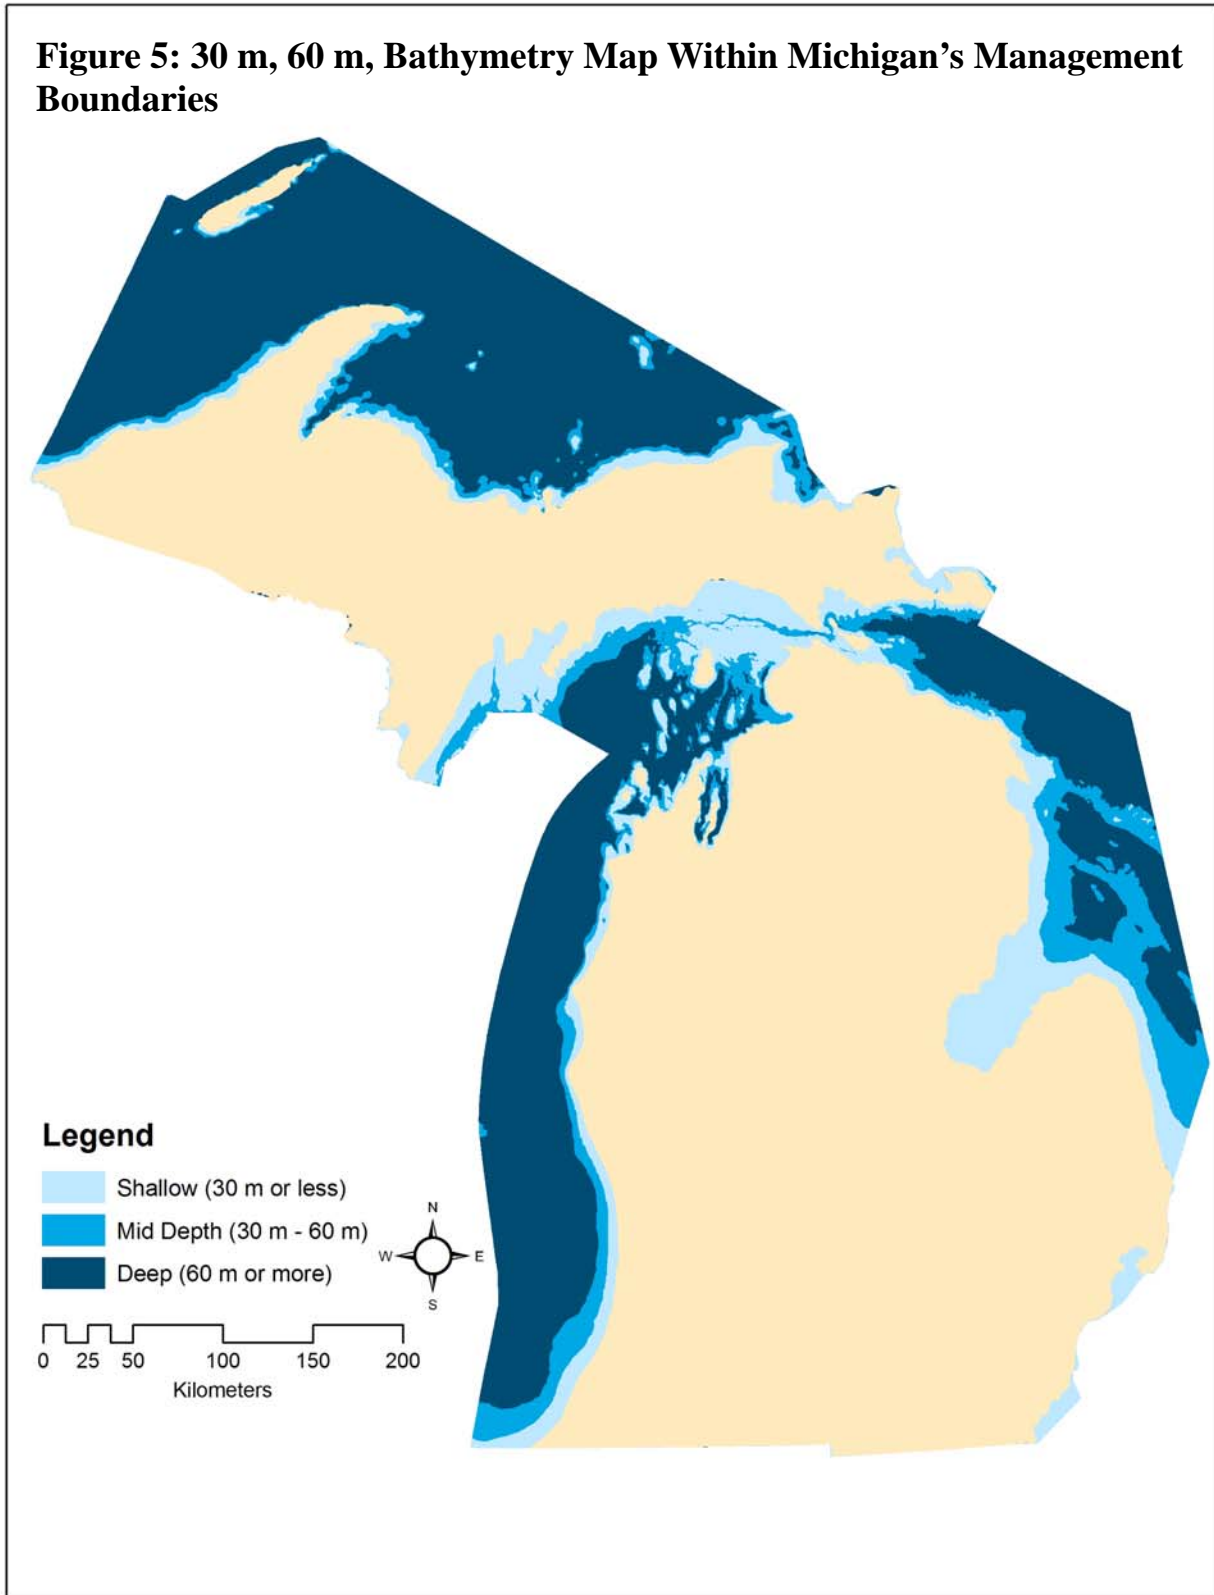 Figure 5: 30 m, 60 m, Bathymetry Map Within Michigan’s Management
Boundaries
Legend
Shallow (30 m or less)
Mid Depth (30 m - 60 m)
Deep (60 m or more)
N
W
E
S
0 25 50 100 150 200
Kilometers